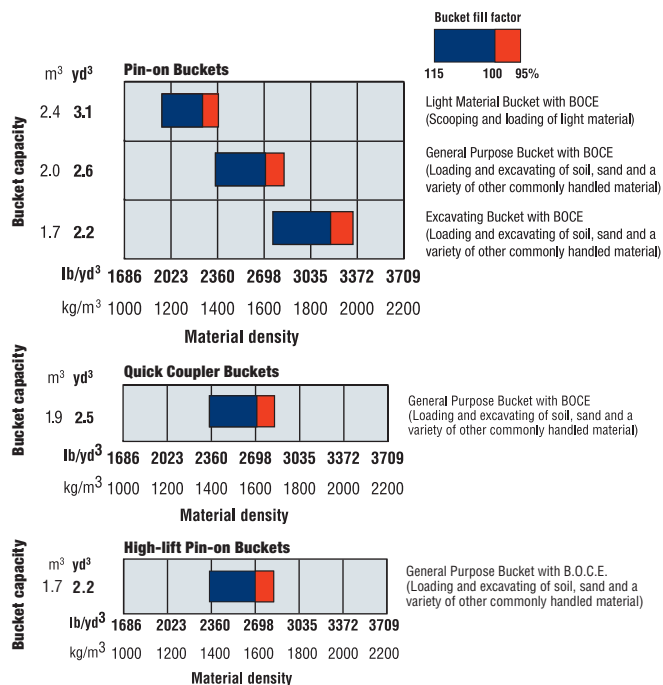 Bucket fill factor
115 100 95%
m³ yd³ Pin-on Buckets
Bucket capacity
2.4 3.1
Light Material Bucket with BOCE
(Scooping and loading of light material)
2.0 2.6
General Purpose Bucket with BOCE
(Loading and excavating of soil, sand and a
variety of other commonly handled material)
1.7 2.2
Excavating Bucket with BOCE
(Loading and excavating of soil, sand and a
variety of other commonly handled material)
lb/yd³ 1686 2023 2360 2698 3035 3372 3709
kg/m³ 1000 1200 1400 1600 1800 2000 2200
Material density
Quick Coupler Buckets
Bucket capacity
m³ yd³
1.9 2.5
General Purpose Bucket with BOCE
(Loading and excavating of soil, sand and a
variety of other commonly handled material)
lb/yd³ 1686 2023 2360 2698 3035 3372 3709
kg/m³ 1000 1200 1400 1600 1800 2000 2200
Material density
High-lift Pin-on Buckets
Bucket capacity
m³ yd³
1.7 2.2
General Purpose Bucket with B.O.C.E.
(Loading and excavating of soil, sand and a
variety of other commonly handled material)
lb/yd³ 1686 2023 2360 2698 3035 3372 3709
kg/m³ 1000 1200 1400 1600 1800 2000 2200
Material density